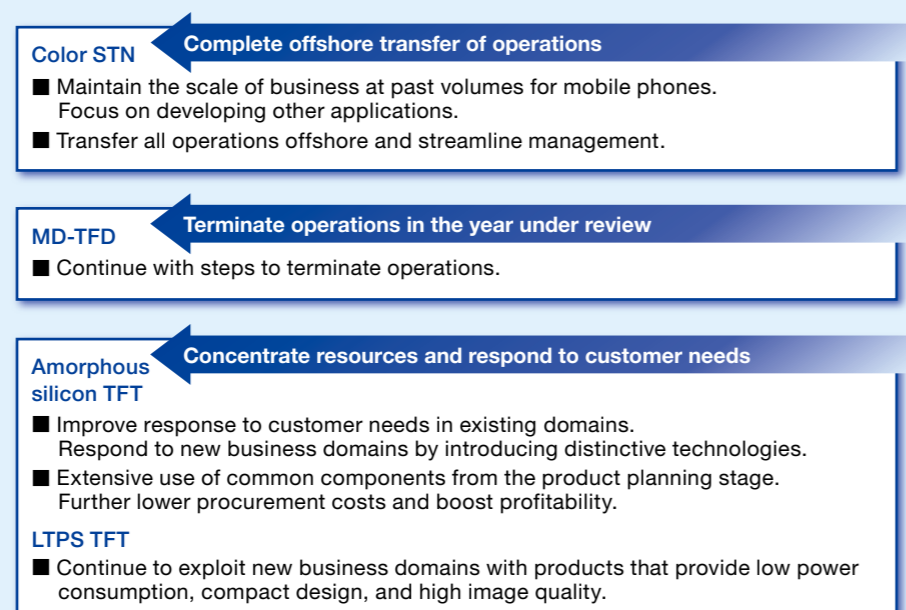 Color STN
Complete offshore transfer of operations
■ Maintain the scale of business at past volumes for mobile phones.
Focus on developing other applications.
■ Transfer all operations offshore and streamline management.
MD-TFD
Terminate operations in the year under review
■ Continue with steps to terminate operations.
Amorphous
silicon TFT
Concentrate resources and respond to customer needs
■ Improve response to customer needs in existing domains.
Respond to new business domains by introducing distinctive technologies.
■ Extensive use of common components from the product planning stage.
Further lower procurement costs and boost profitability.
LTPS TFT
■ Continue to exploit new business domains with products that provide low power
consumption, compact design, and high image quality.